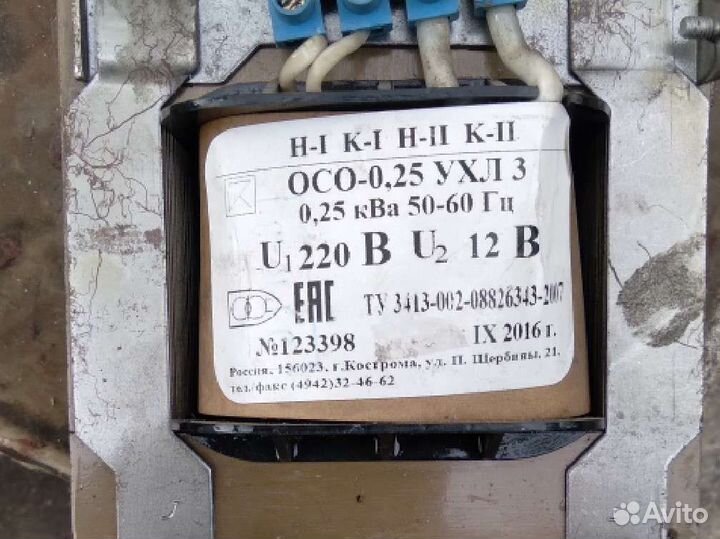 Н-I К-I Н-II К-II
ОСО-0,25 УХЛ 3
0,25 кВа 50-60 Гц
U₁ 220 В U₂ 12 В
ЕАС ТУ 3413-002-08826343-2007
№123398 IX 2016 г.
Россия, 156023, г.Кострома, ул. П. Щербины, 21,
тел./факс (4942)32-46-62
Avito